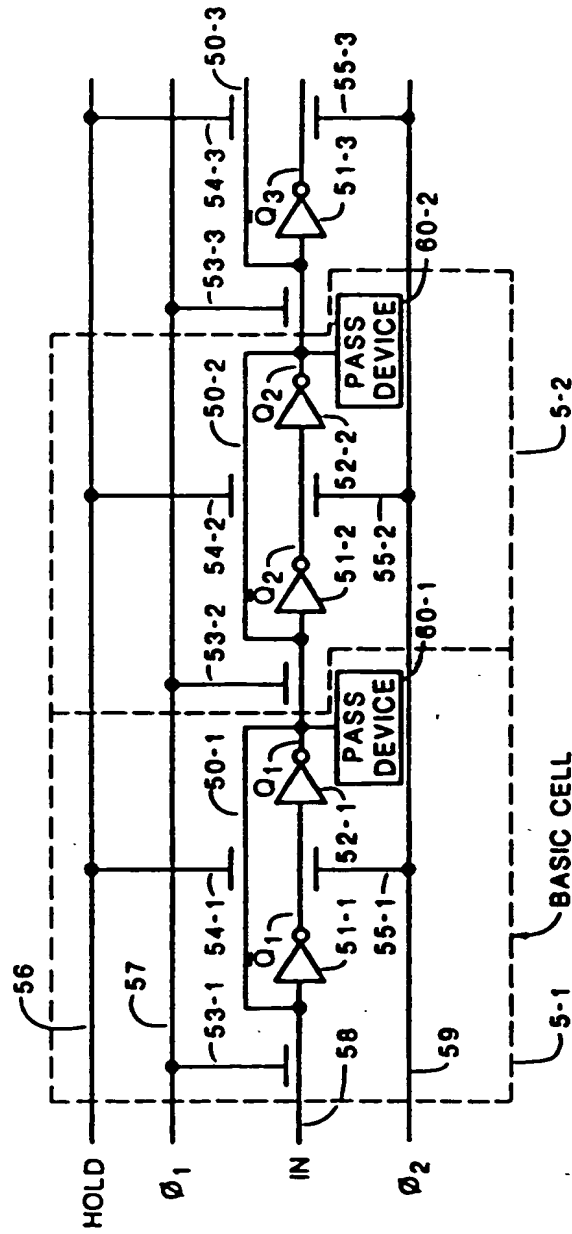 56
57
50-1
50-2
50-3
HOLD
53-1
54-1
53-2
54-2
53-3
54-3
Ø1
Q̅1
Q1
Q̅2
Q2
Q̅3
IN
58
51-1
52-1
51-2
52-2
51-3
55-3
PASS DEVICE
PASS DEVICE
Ø2
59
55-1
60-1
55-2
60-2
5-1
BASIC CELL
5-2